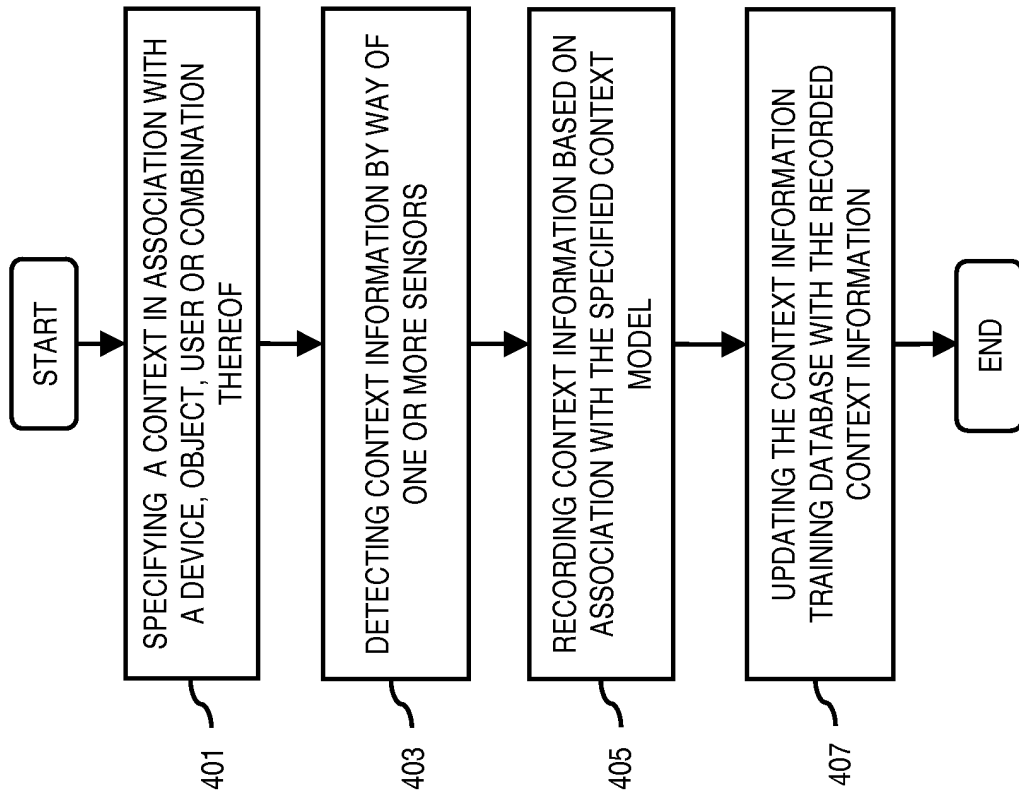 START
SPECIFYING A CONTEXT IN ASSOCIATION WITH
A DEVICE, OBJECT, USER OR COMBINATION
THEREOF
401
DETECTING CONTEXT INFORMATION BY WAY OF
ONE OR MORE SENSORS
403
RECORDING CONTEXT INFORMATION BASED ON
ASSOCIATION WITH THE SPECIFIED CONTEXT
MODEL
405
UPDATING THE CONTEXT INFORMATION
TRAINING DATABASE WITH THE RECORDED
CONTEXT INFORMATION
407
END